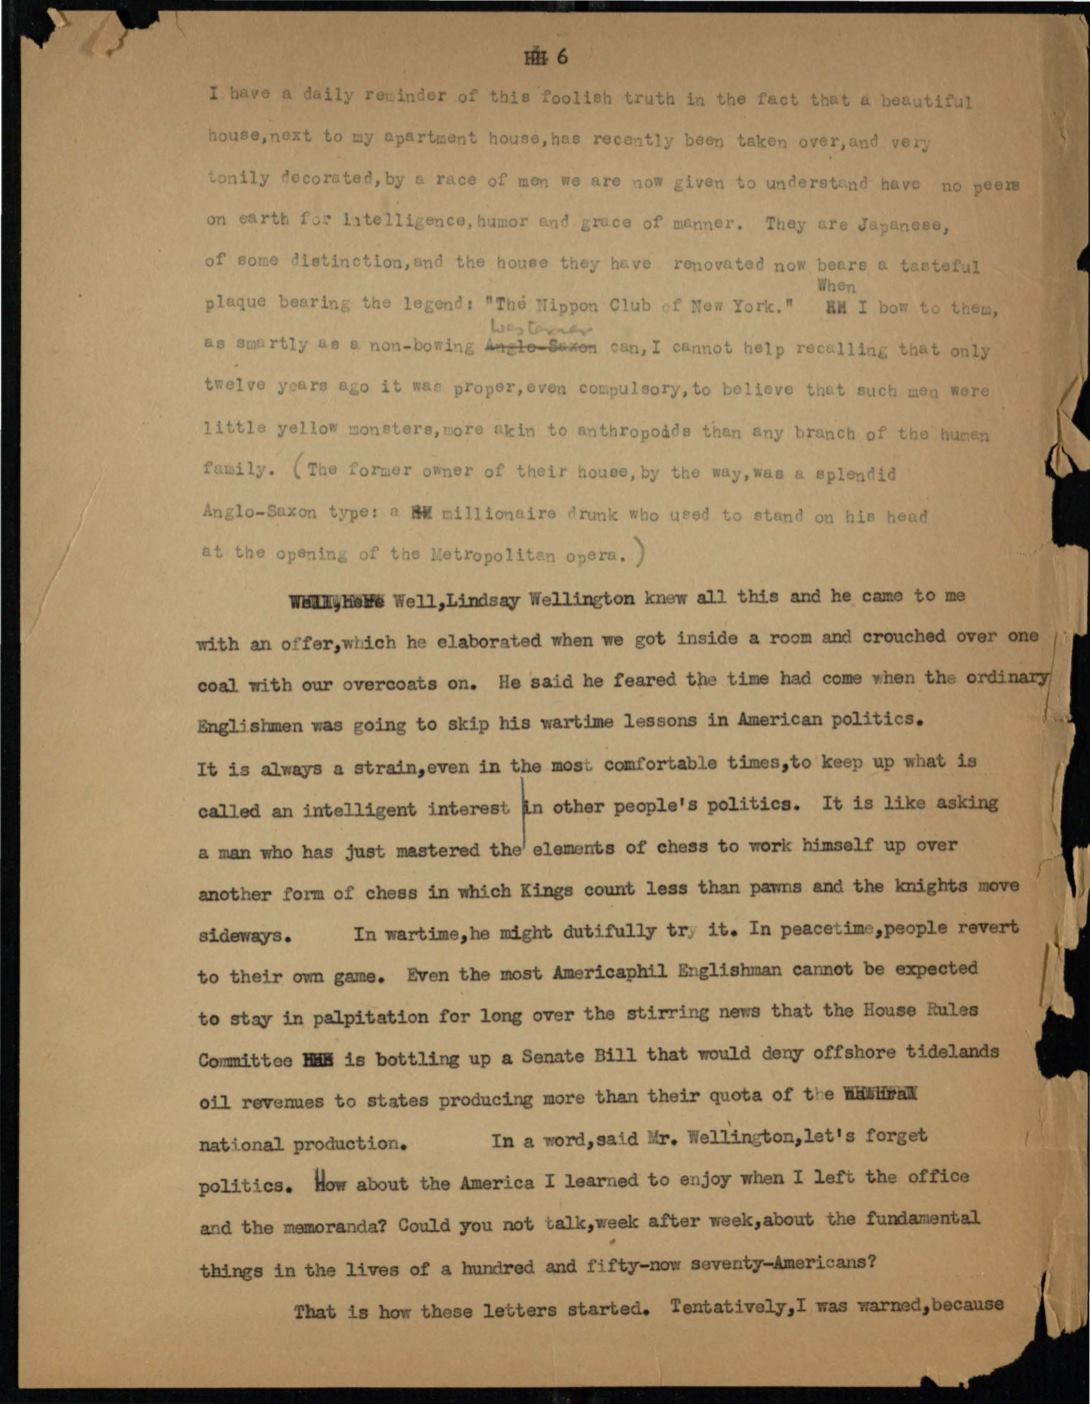 6
I have a daily reminder of this foolish truth in the fact that a beautiful
house,next to my apartment house,has recently been taken over,and very
tonily decorated,by a race of men we are now given to understand have no peers
on earth for intelligence,humor and grace of manner. They are Japanese,
of some distinction,and the house they have renovated now bears a tasteful
When
plaque bearing the legend: "The Nippon Club of New York." I bow to them,
Westerner
as smartly as a non-bowing Anglo-Saxon can,I cannot help recalling that only
twelve years ago it was proper,even compulsory,to believe that such men were
little yellow monsters,more akin to anthropoids than any branch of the human
family. (The former owner of their house,by the way,was a splendid
Anglo-Saxon type: a millionaire drunk who used to stand on his head
at the opening of the Metropolitan opera.)
Well,Lindsay Wellington knew all this and he came to me
with an offer,which he elaborated when we got inside a room and crouched over one
coal with our overcoats on. He said he feared the time had come when the ordinary
Englishmen was going to skip his wartime lessons in American politics.
It is always a strain,even in the most comfortable times,to keep up what is
called an intelligent interest in other people's politics. It is like asking
a man who has just mastered the elements of chess to work himself up over
another form of chess in which Kings count less than pawns and the knights move
sideways. In wartime,he might dutifully try it. In peacetime,people revert
to their own game. Even the most Americaphil Englishman cannot be expected
to stay in palpitation for long over the stirring news that the House Rules
Committee is bottling up a Senate Bill that would deny offshore tidelands
oil revenues to states producing more than their quota of the
national production. In a word,said Mr. Wellington,let's forget
politics. How about the America I learned to enjoy when I left the office
and the memoranda? Could you not talk,week after week,about the fundamental
things in the lives of a hundred and fifty-now seventy-Americans?
That is how these letters started. Tentatively,I was warned,because